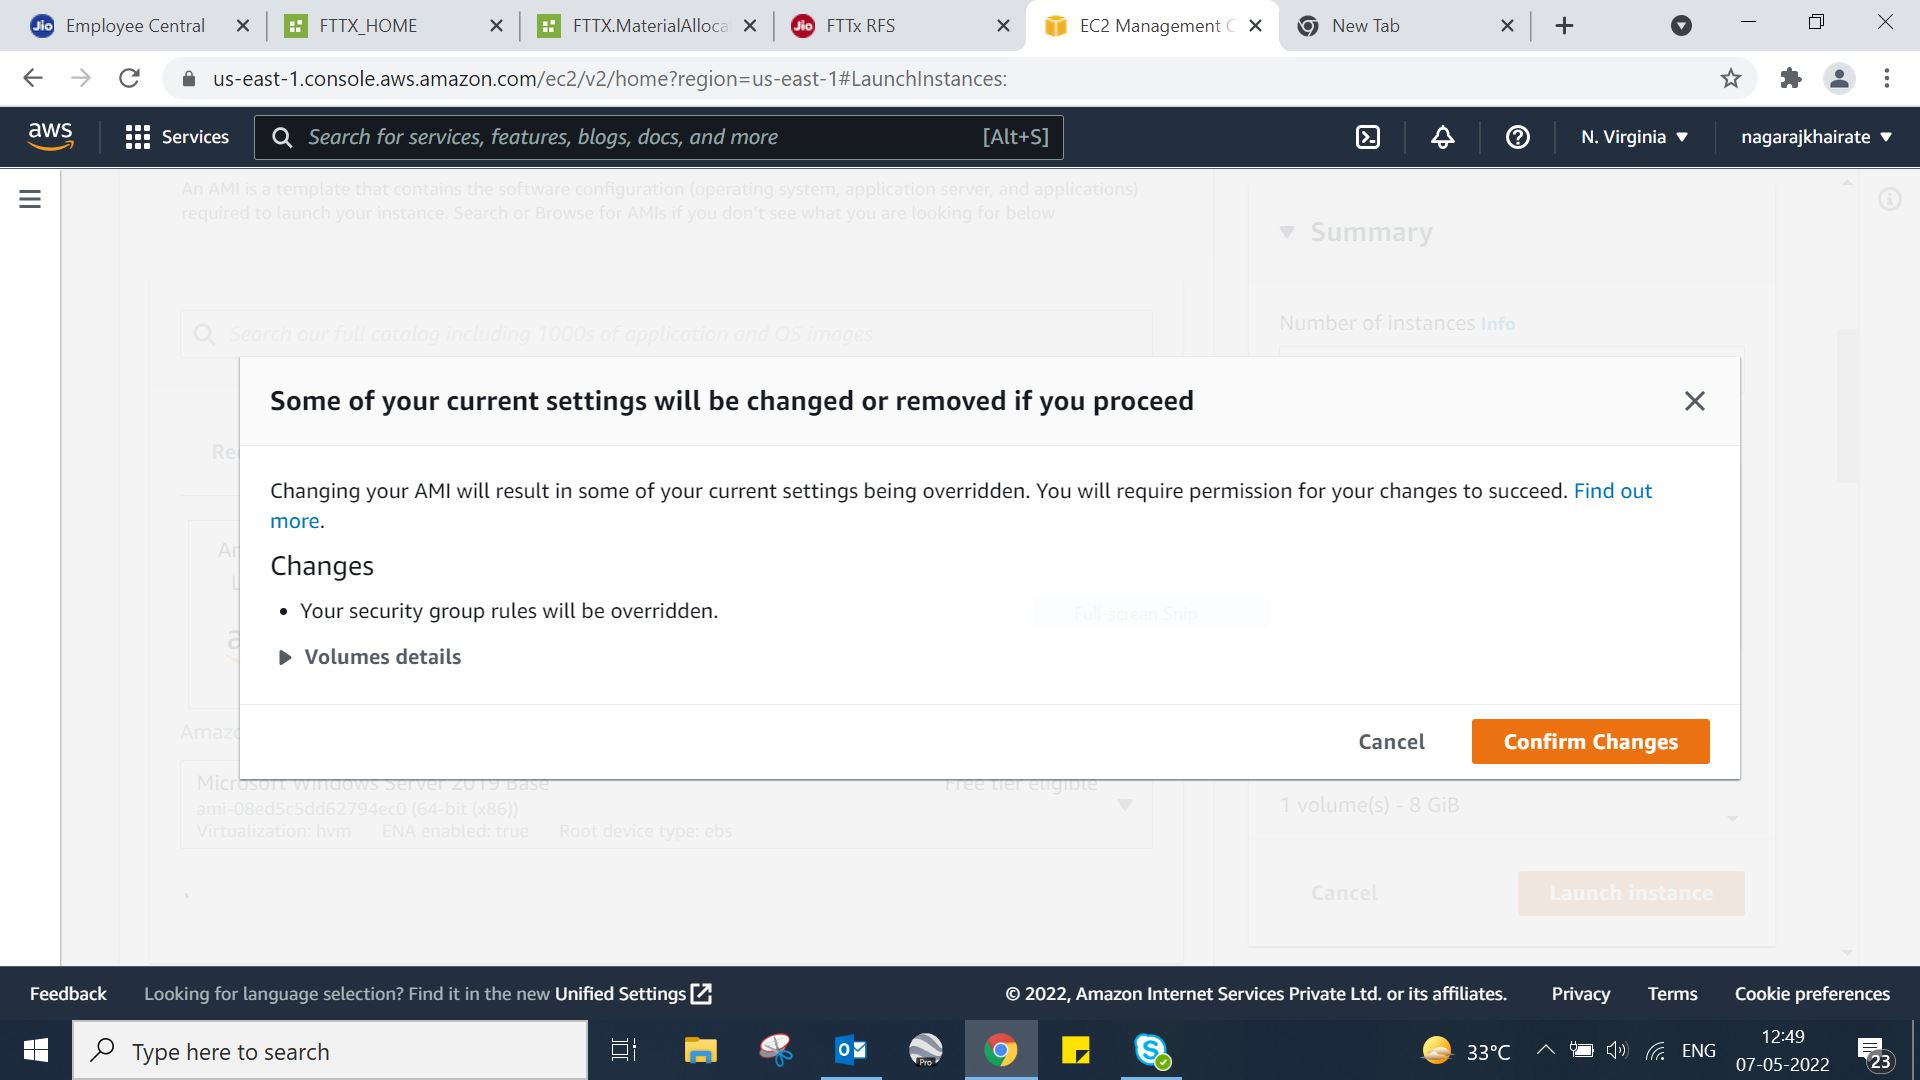 Employee Central
FTTX_HOME
FTTX.MaterialAlloca
FTTx RFS
EC2 Management C
New Tab
us-east-1.console.aws.amazon.com/ec2/v2/home?region=us-east-1#LaunchInstances:
aws
Services
Search for services, features, blogs, docs, and more
[Alt+S]
N. Virginia
nagarajkhairate
An AMI is a template that contains the software configuration (operating system, application server, and applications)
required to launch your instance. Search or Browse for AMIs if you don't see what you are looking for below
Summary
Number of instances Info
Search our full catalog including 1000s of application and OS images
Some of your current settings will be changed or removed if you proceed
Changing your AMI will result in some of your current settings being overridden. You will require permission for your changes to succeed. Find out
more.
Changes
• Your security group rules will be overridden.
Full-screen Snip
Volumes details
Cancel
Confirm Changes
Microsoft Windows Server 2019 Base
Free tier eligible
ami-08ed5c5dd62794ec0 (64-bit (x86))
Virtualization: hvm ENA enabled: true Root device type: ebs
1 volume(s) - 8 GiB
Cancel
Launch instance
Feedback
Looking for language selection? Find it in the new Unified Settings
© 2022, Amazon Internet Services Private Ltd. or its affiliates.
Privacy
Terms
Cookie preferences
Type here to search
Pro
33°C
ENG
12:49
07-05-2022
23